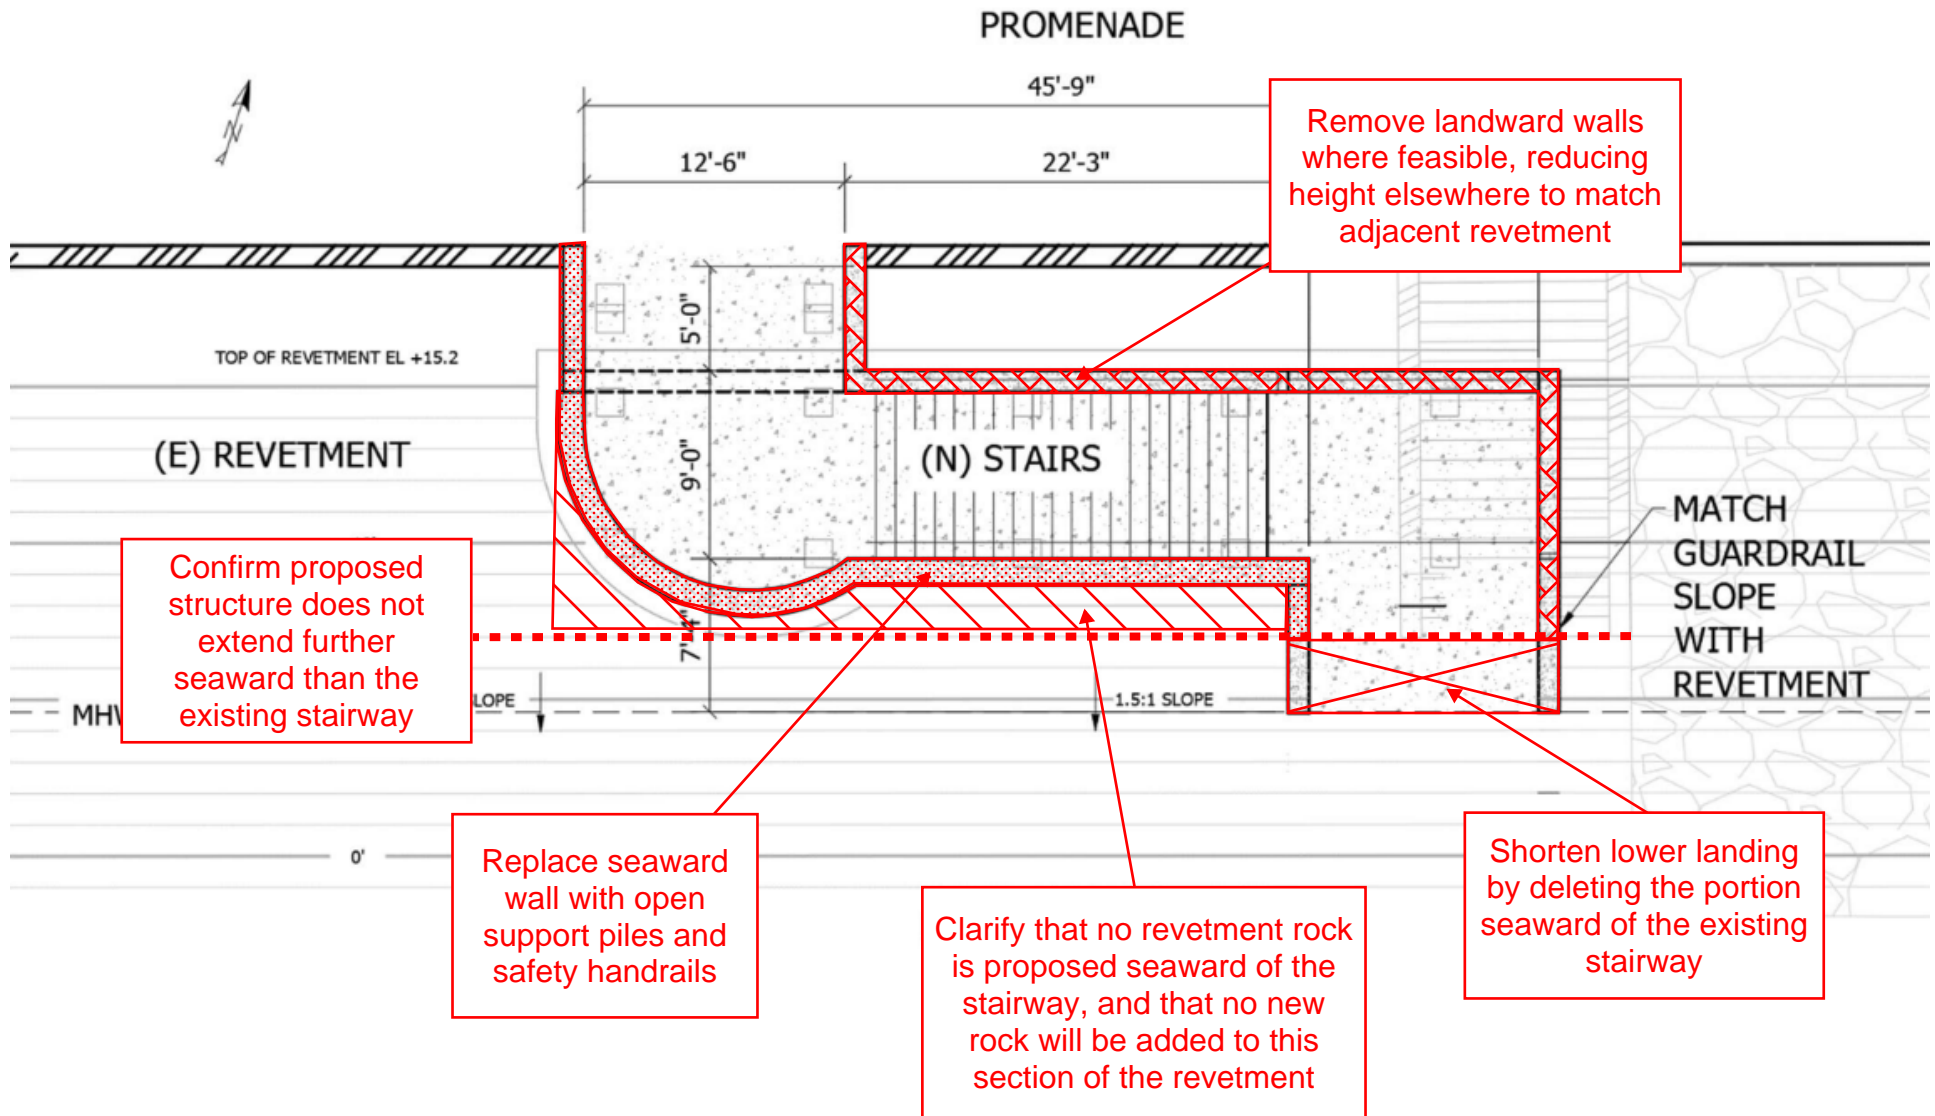 PROMENADE
45'-9"
12'-6"
22'-3"
N
Remove landward walls
where feasible, reducing
height elsewhere to match
adjacent revetment
5'-0"
TOP OF REVETMENT EL +15.2
(E) REVETMENT
9'-0"
(N) STAIRS
MATCH
GUARDRAIL
SLOPE
WITH
REVETMENT
Confirm proposed
structure does not
extend further
seaward than the
existing stairway
7'-4"
LOPE
1.5:1 SLOPE
0'
Replace seaward
wall with open
support piles and
safety handrails
Clarify that no revetment rock
is proposed seaward of the
stairway, and that no new
rock will be added to this
section of the revetment
Shorten lower landing
by deleting the portion
seaward of the existing
stairway